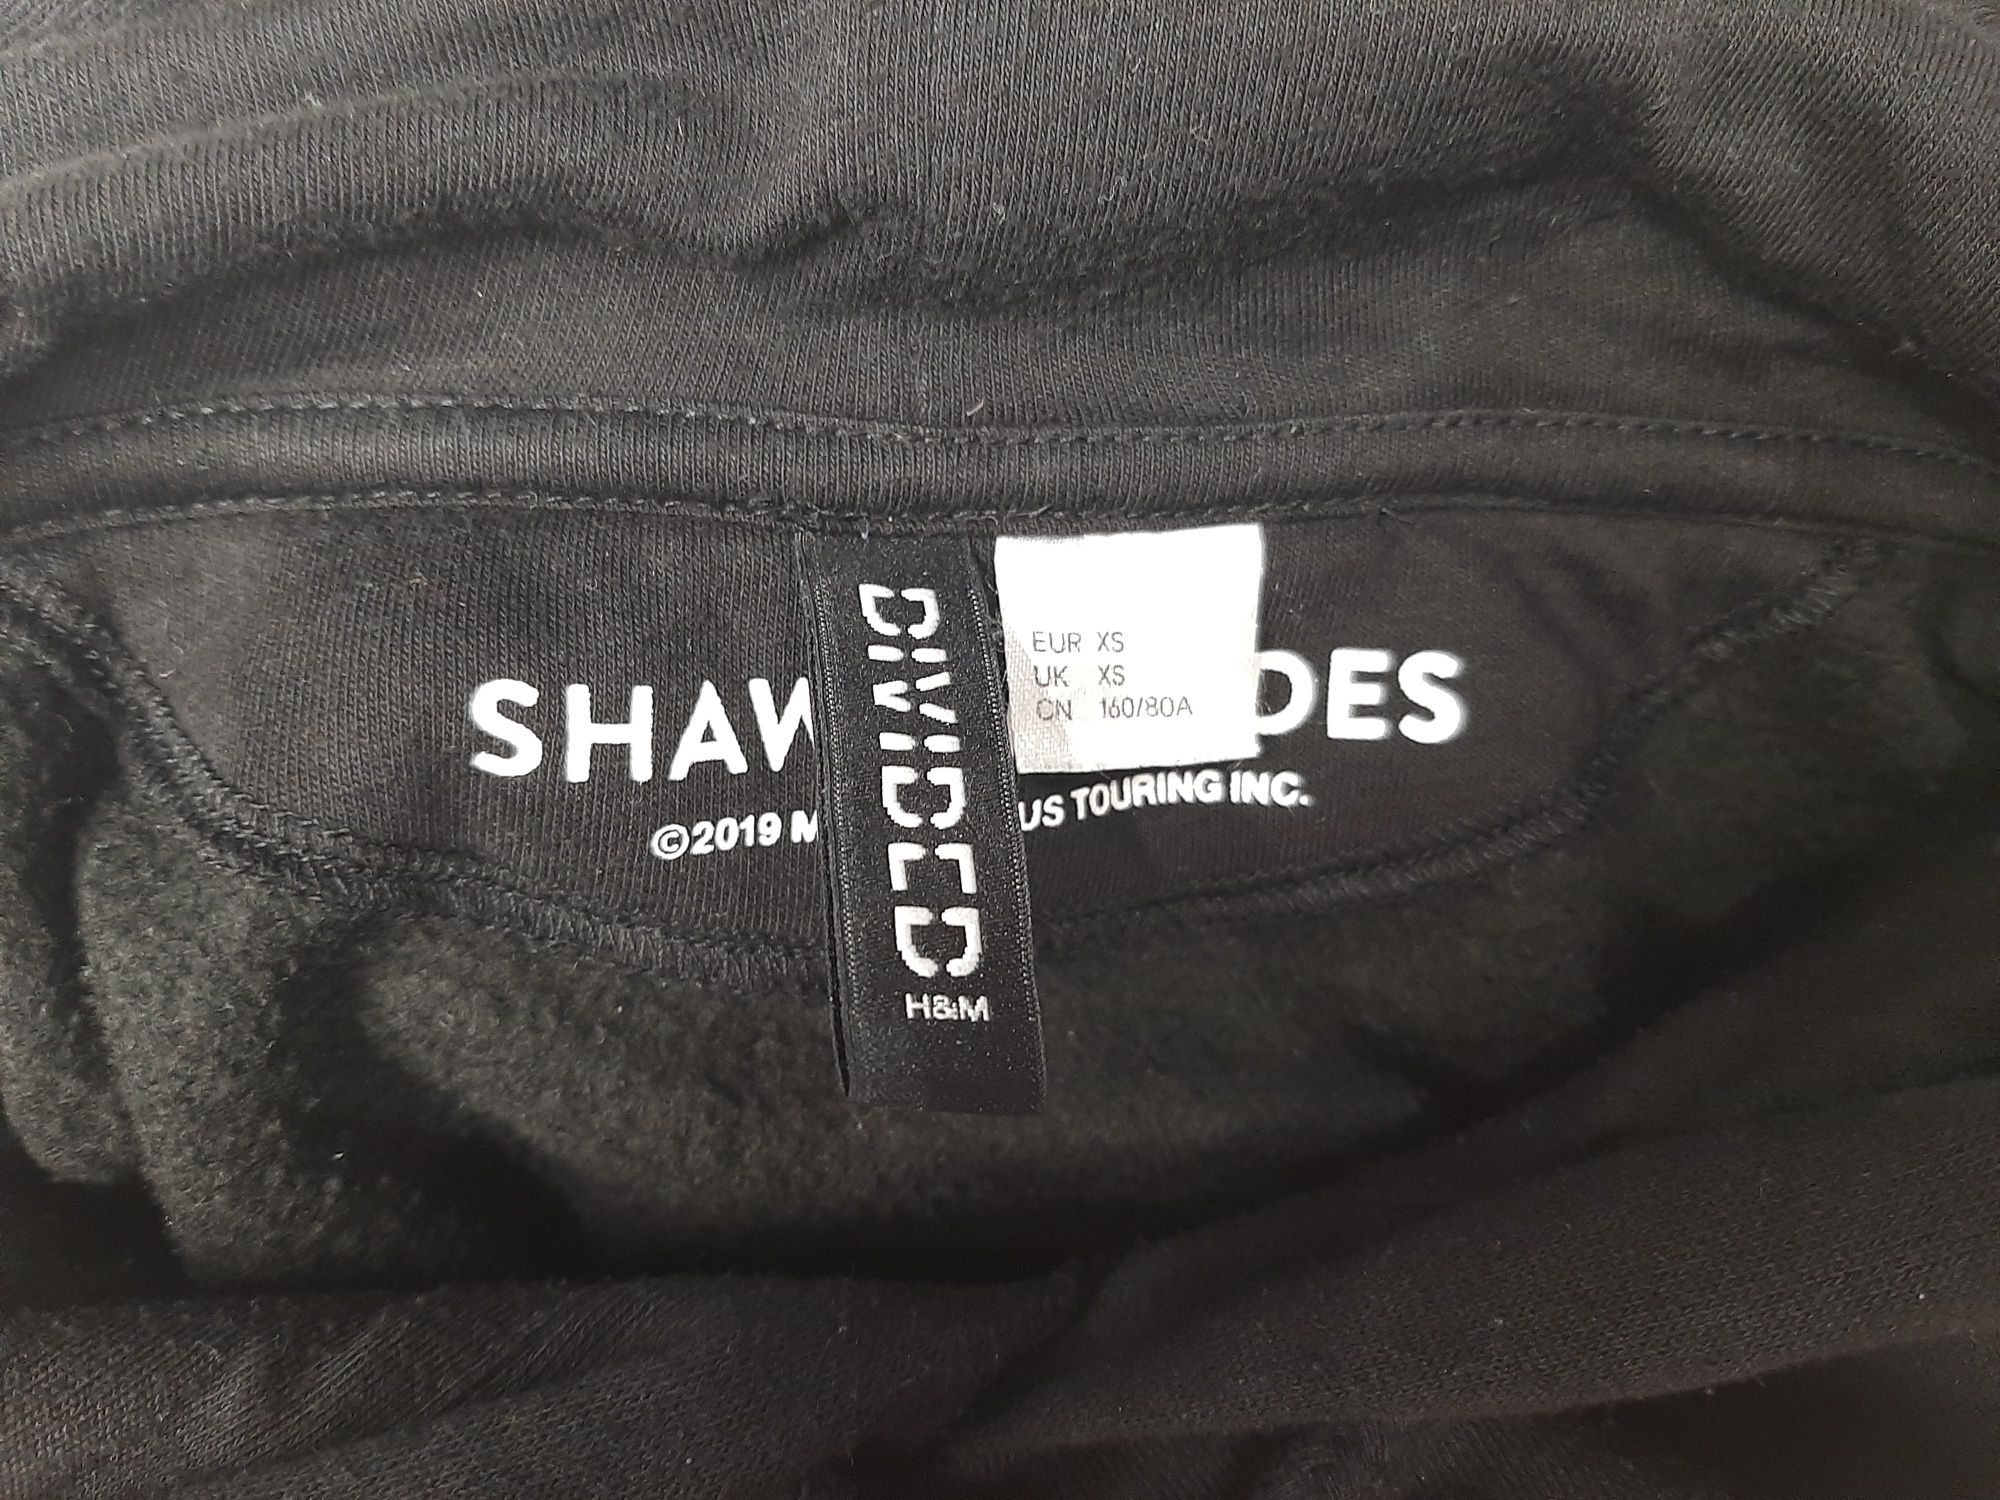 SHAW DES
©2019 M US TOURING INC.
DIVIDED
H&M
EUR XS
UK XS
CN 160/80A